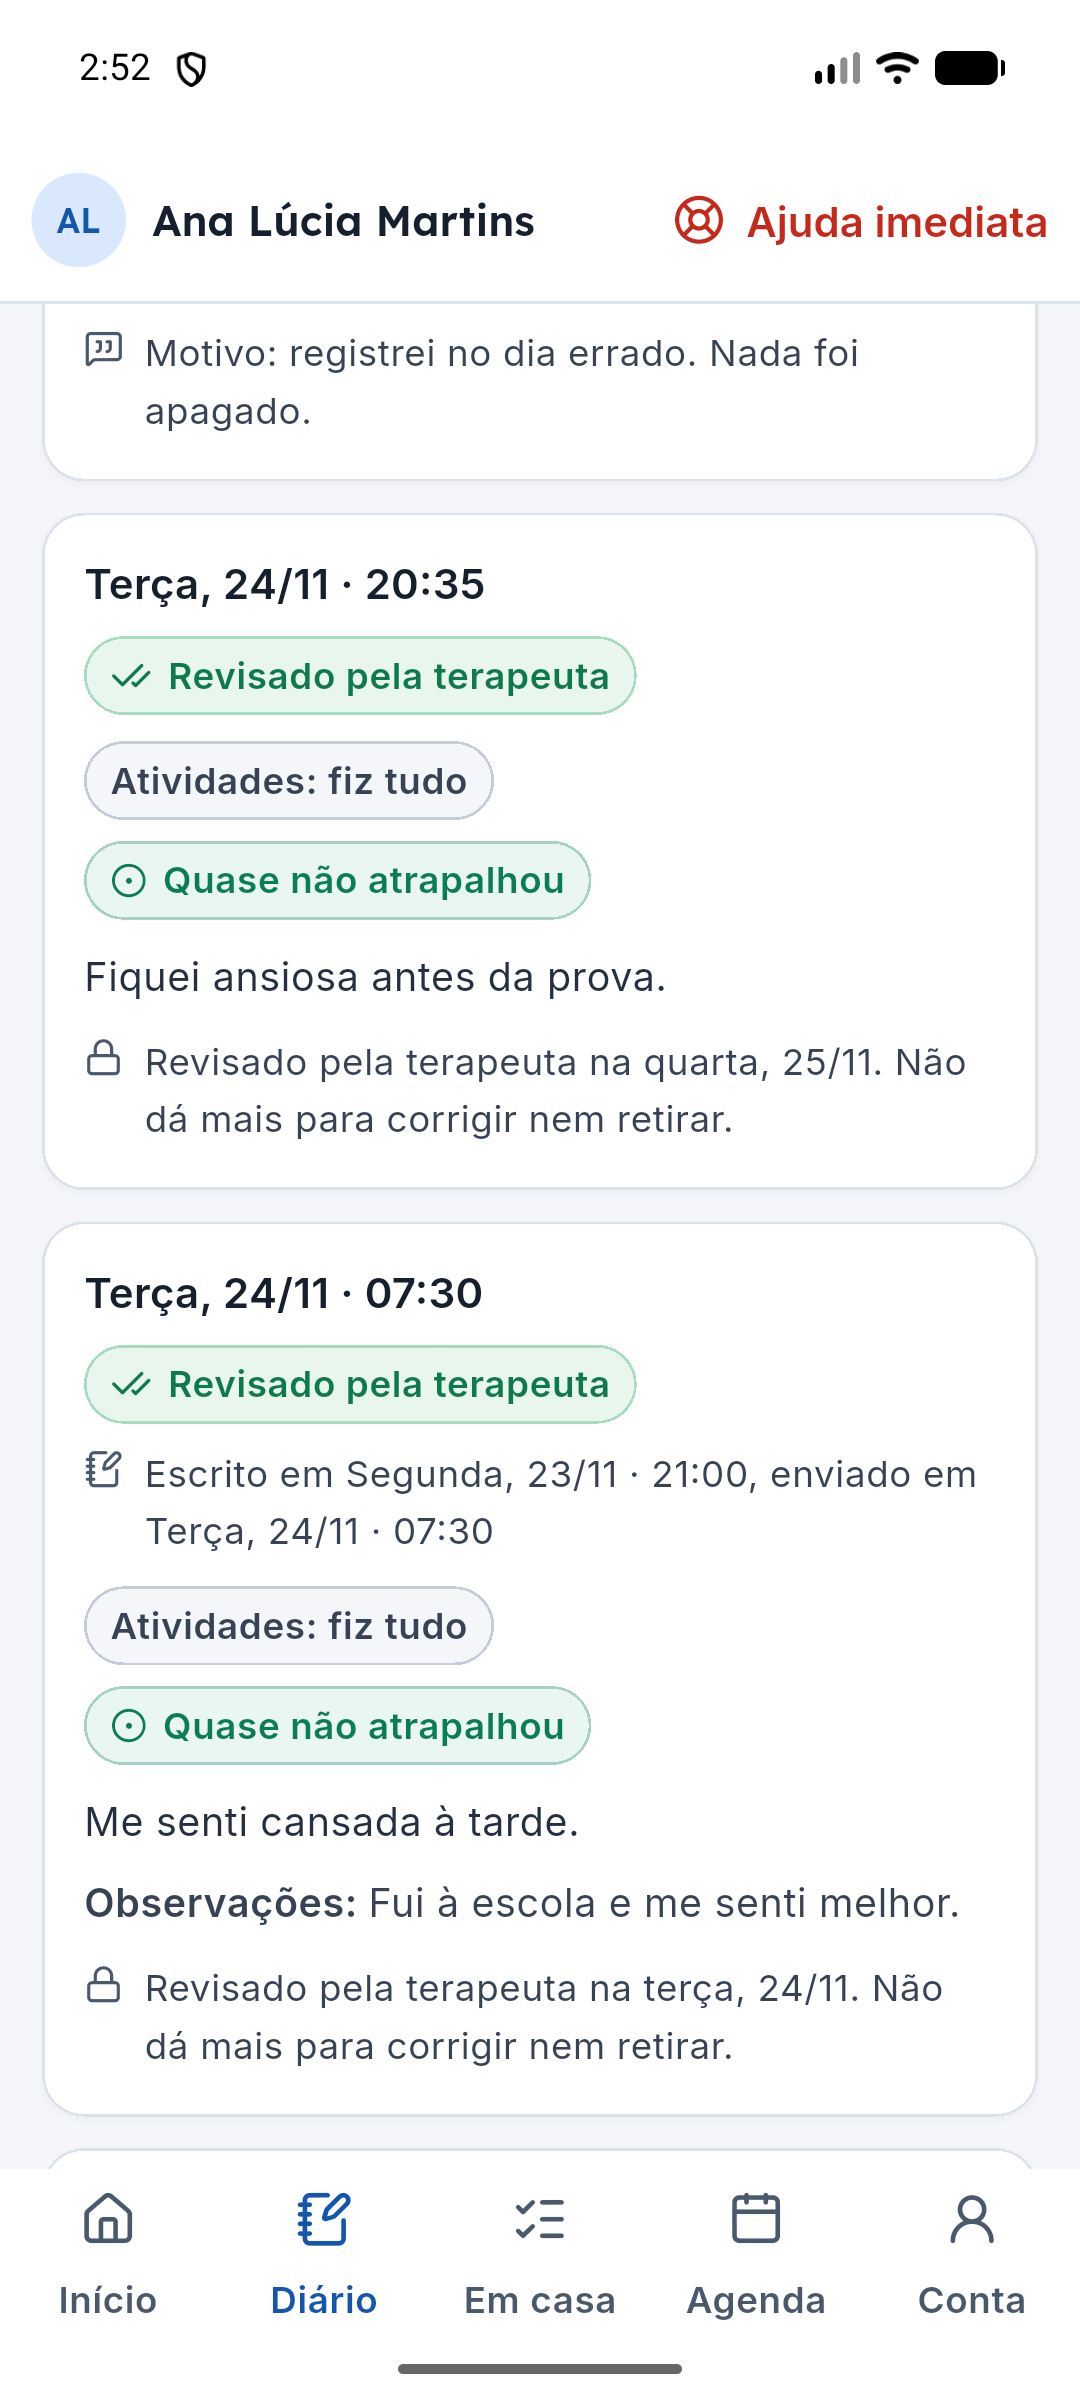 2:52
AL
Ana Lúcia Martins
Ajuda imediata
Motivo: registrei no dia errado. Nada foi
apagado.
Terça, 24/11 · 20:35
Revisado pela terapeuta
Atividades: fiz tudo
Quase não atrapalhou
Fiquei ansiosa antes da prova.
Revisado pela terapeuta na quarta, 25/11. Não
dá mais para corrigir nem retirar.
Terça, 24/11 · 07:30
Revisado pela terapeuta
Escrito em Segunda, 23/11 · 21:00, enviado em
Terça, 24/11 · 07:30
Atividades: fiz tudo
Quase não atrapalhou
Me senti cansada à tarde.
Observações: Fui à escola e me senti melhor.
Revisado pela terapeuta na terça, 24/11. Não
dá mais para corrigir nem retirar.
Início
Diário
Em casa
Agenda
Conta